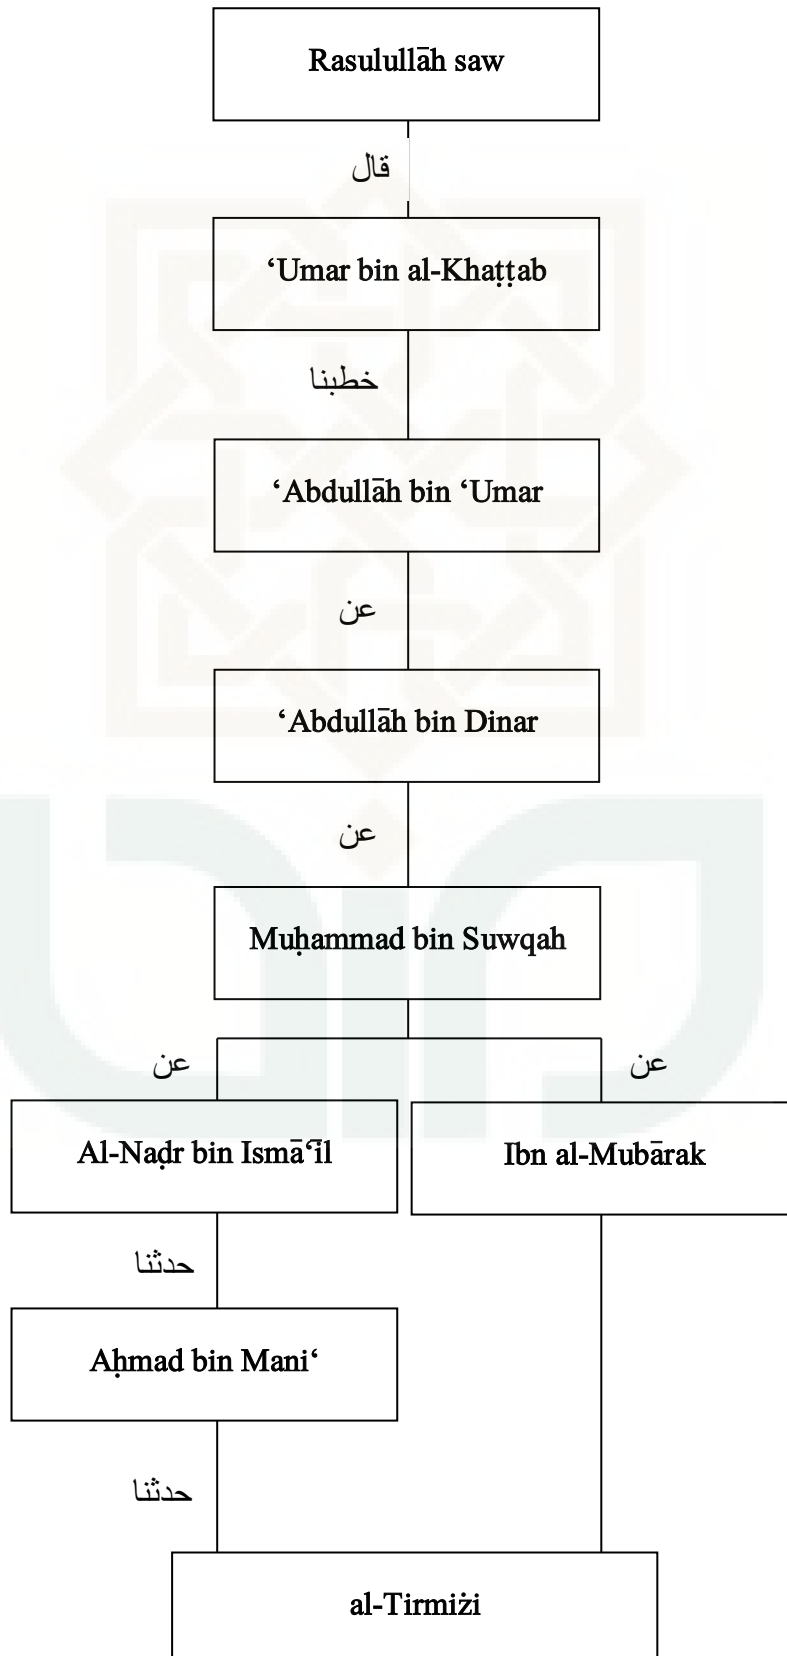 Rasulullāh saw
قال
‘Umar bin al-Khaṭṭab
خطبنا
‘Abdullāh bin ‘Umar
عن
‘Abdullāh bin Dinar
عن
Muḥammad bin Suwqah
عن
عن
Al-Naḍr bin Ismā‘īl
Ibn al-Mubārak
حدثنا
Aḥmad bin Mani‘
حدثنا
al-Tirmiżi